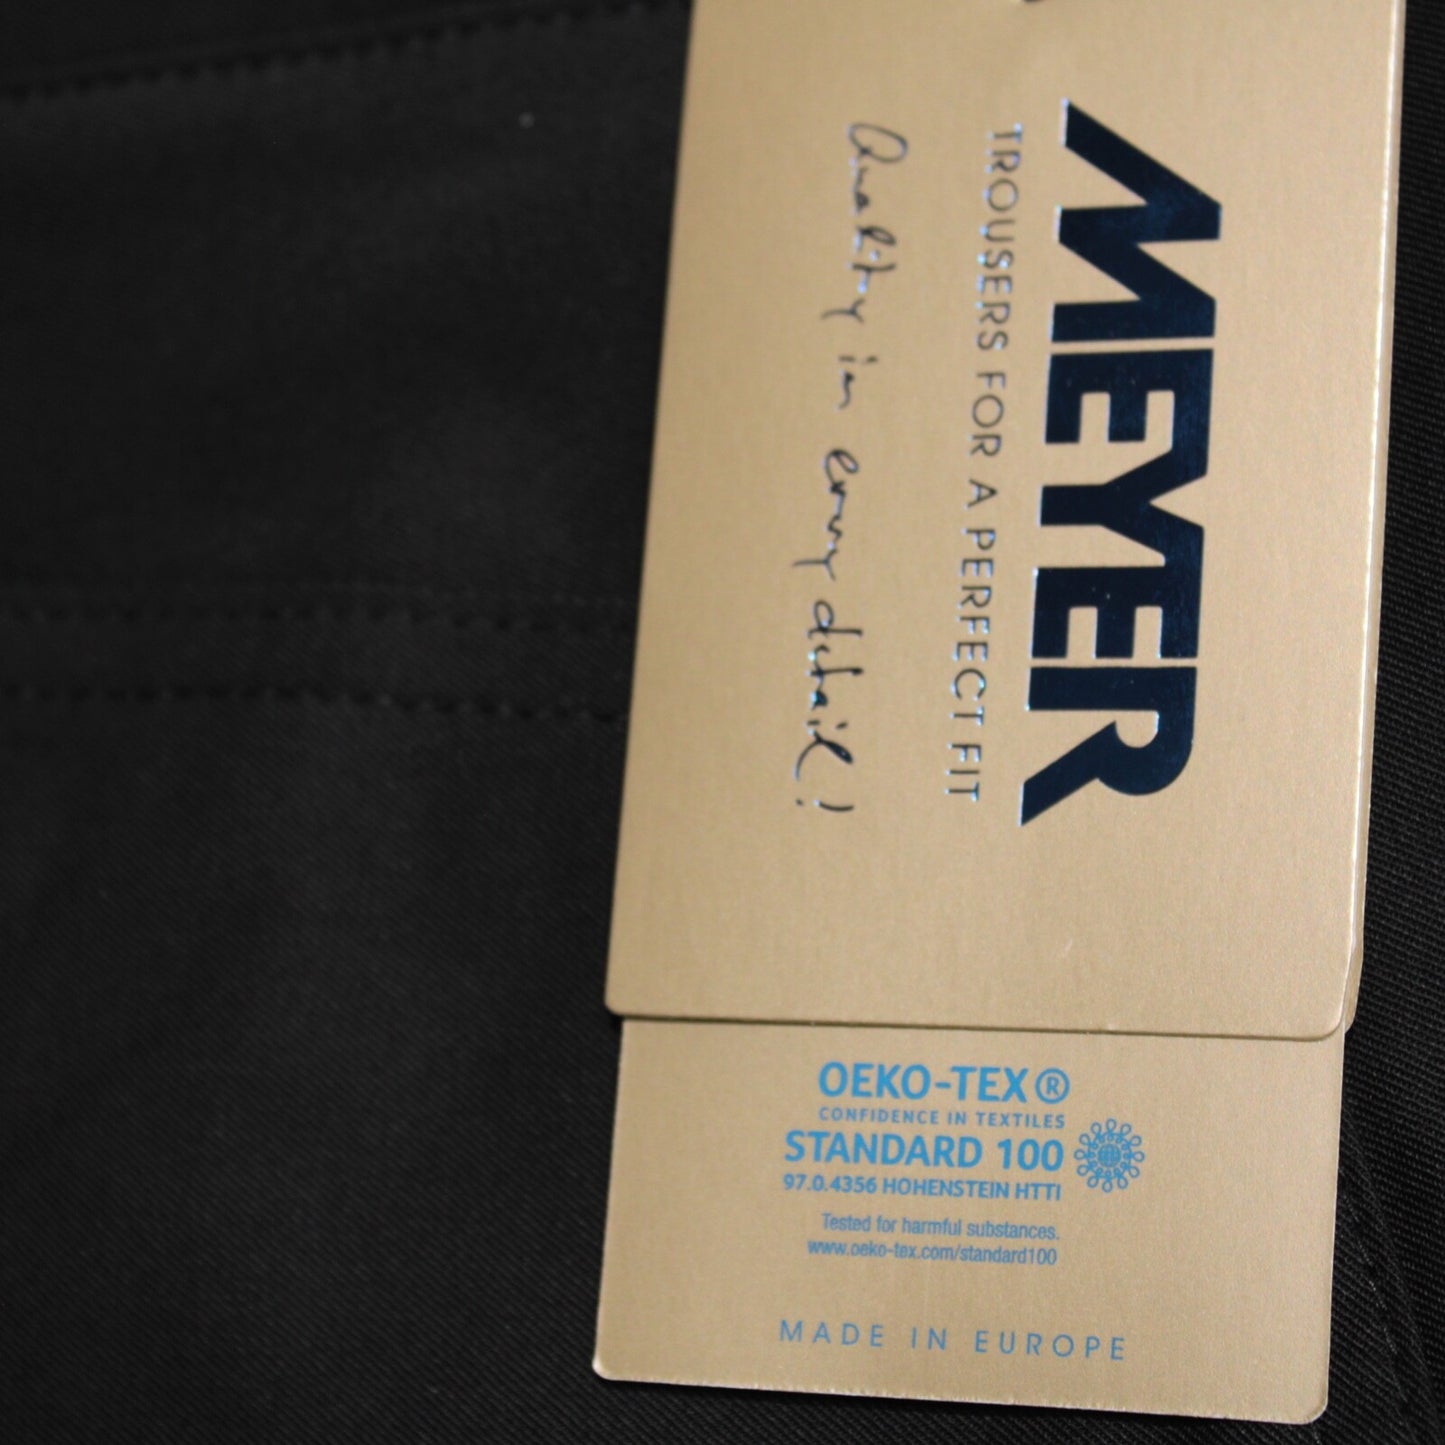 MEYER
TROUSERS FOR A PERFECT FIT
Quality in every detail!
OEKO-TEX®
CONFIDENCE IN TEXTILES
STANDARD 100
97.0.4356 HOHENSTEIN HTTI
Tested for harmful substances.
www.oeko-tex.com/standard100
MADE IN EUROPE